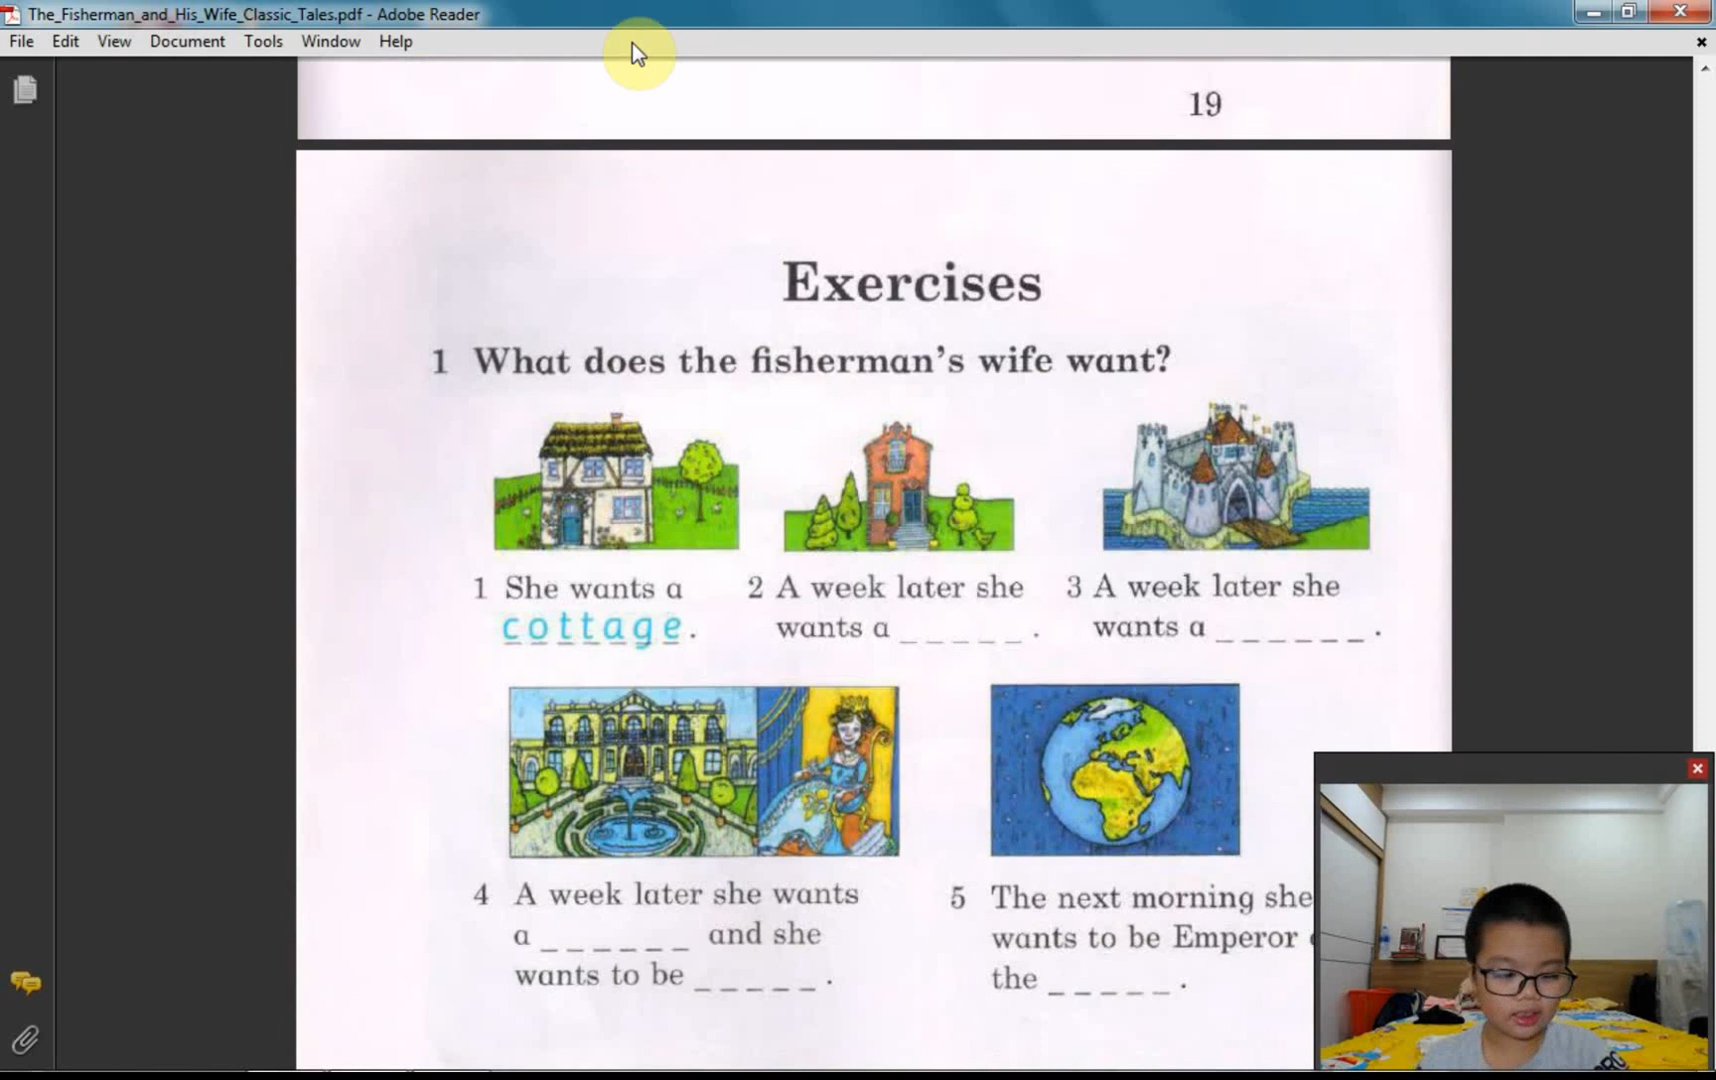 The_Fisherman_and_His_Wife_Classic_Tales.pdf - Adobe Reader
File Edit View Document Tools Window Help
19
Exercises
1 What does the fisherman's wife want?
1 She wants a
cottage.
2 A week later she
wants a _ _ _ _ _ .
3 A week later she
wants a _ _ _ _ _ _ .
4 A week later she wants
a _ _ _ _ _ _ and she
wants to be _ _ _ _ _ .
5 The next morning she
wants to be Emperor
the _ _ _ _ _ .